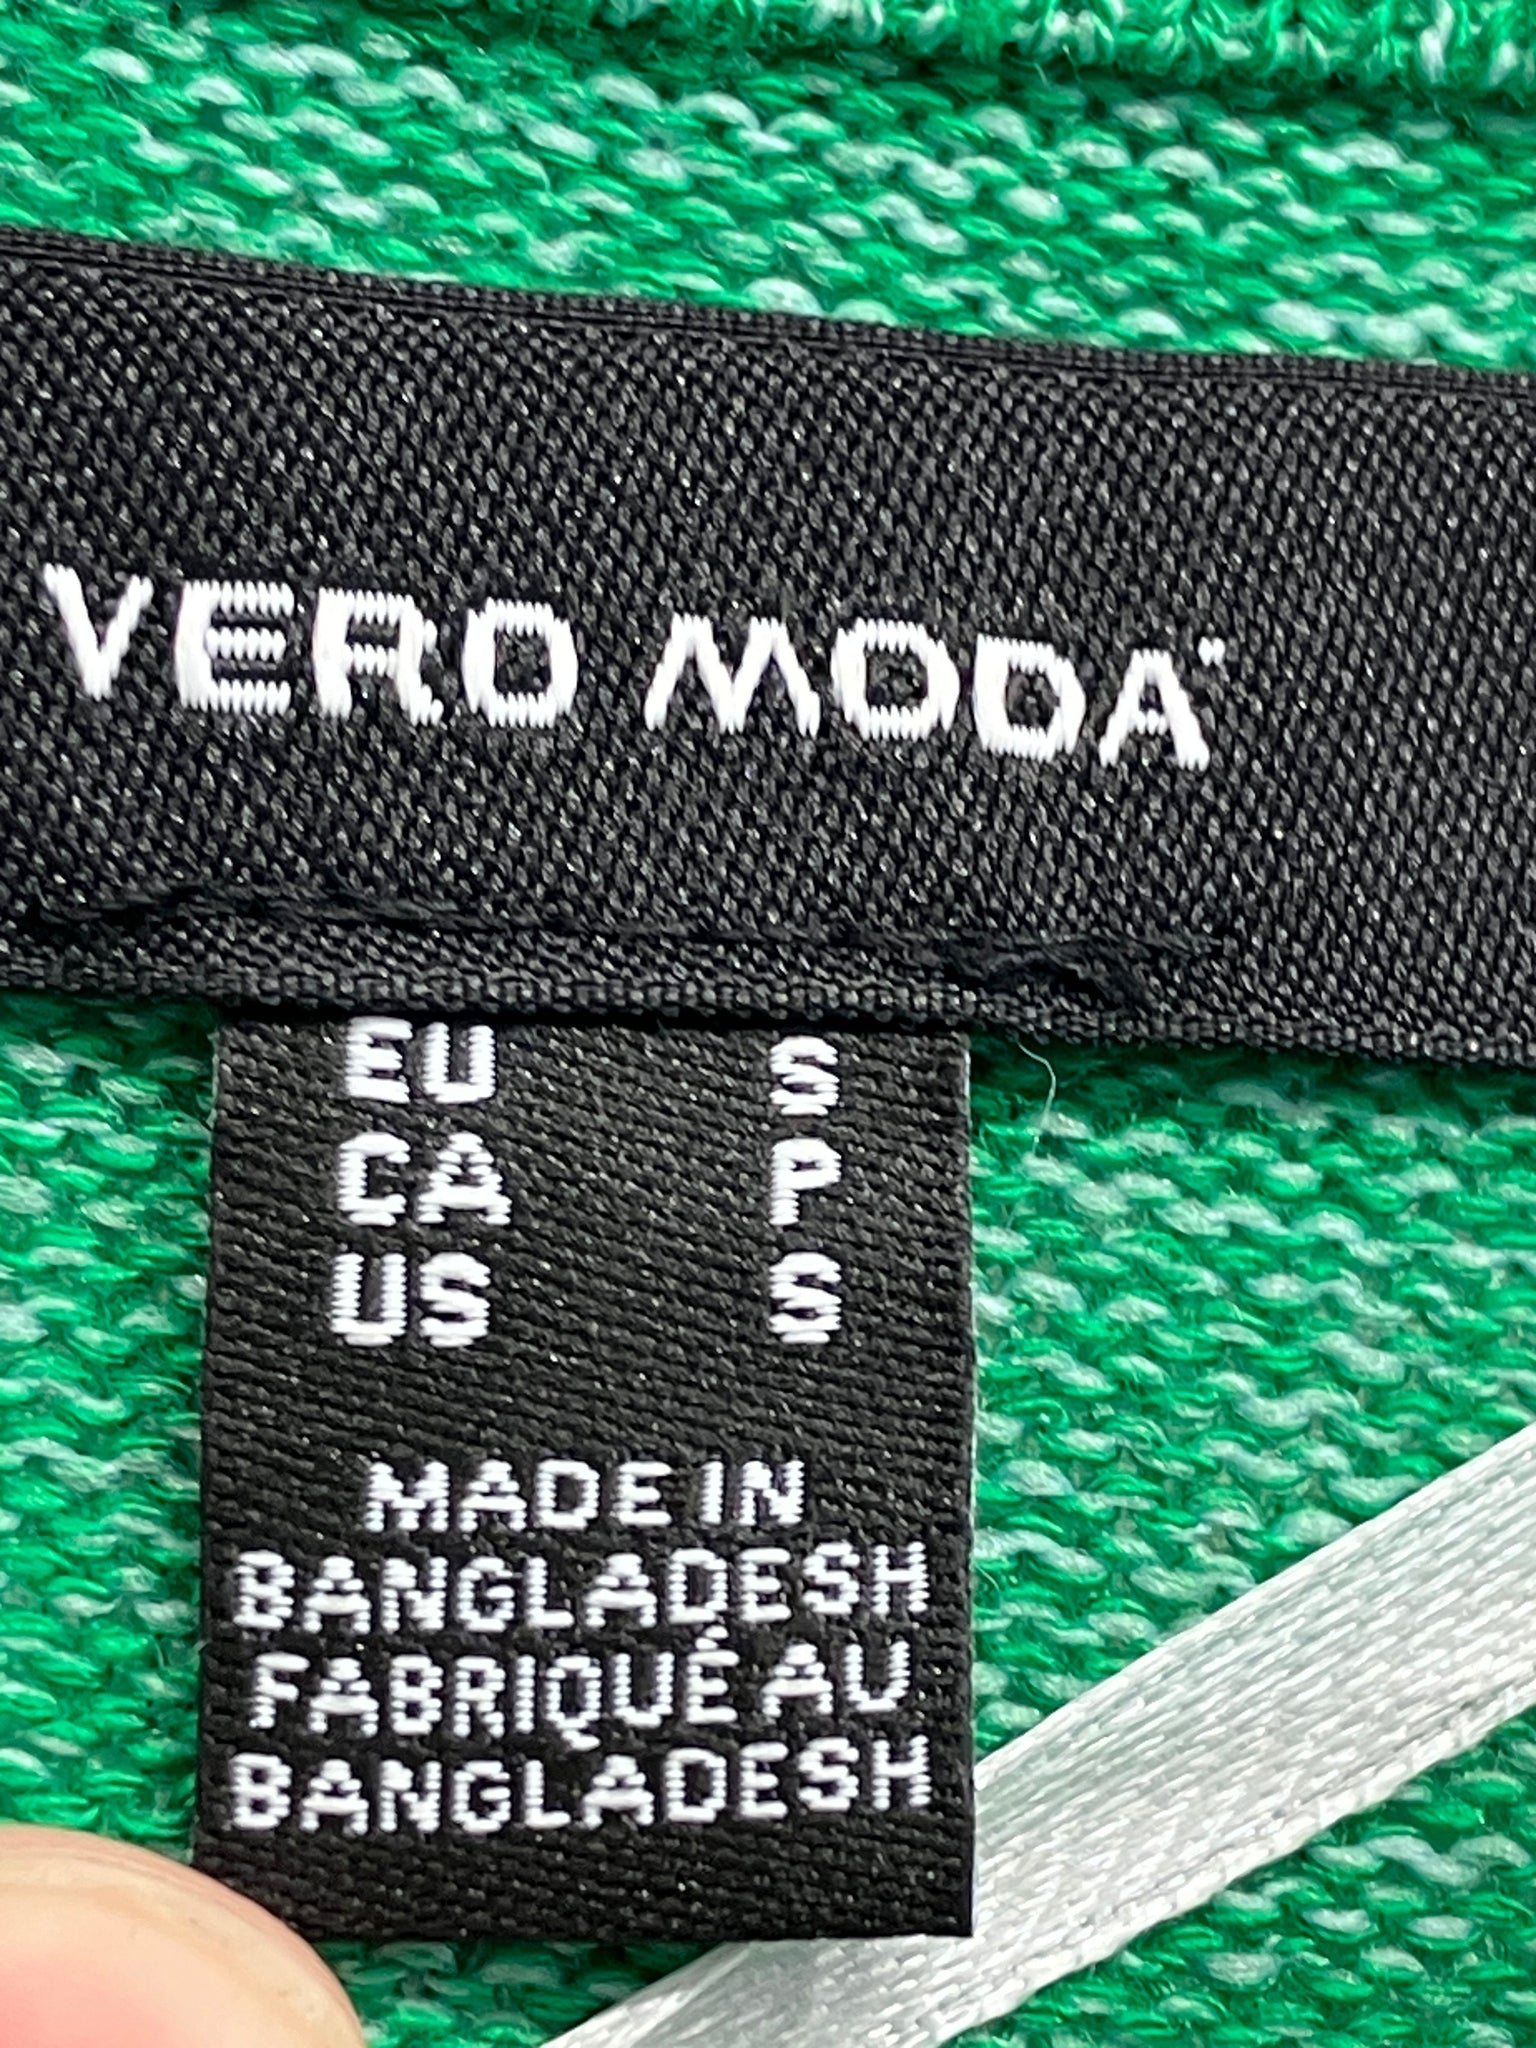 VERO MODA
EU S
CA P
US S
MADE IN
BANGLADESH
FABRIQUÉ AU
BANGLADESH